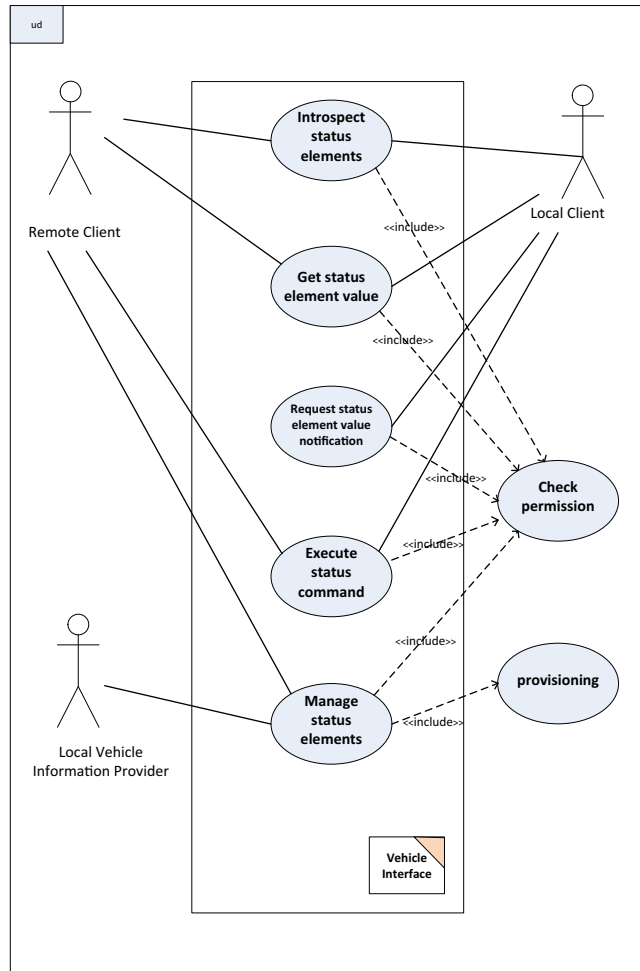 ud
Introspect
status
elements
Remote Client
Local Client
<<include>>
Get status
element value
<<include>>
Request status
element value
notification
<<include>>
Check
permission
Execute
status
command
<<include>>
<<include>>
Manage
status
elements
<<include>>
provisioning
Local Vehicle
Information Provider
Vehicle
Interface